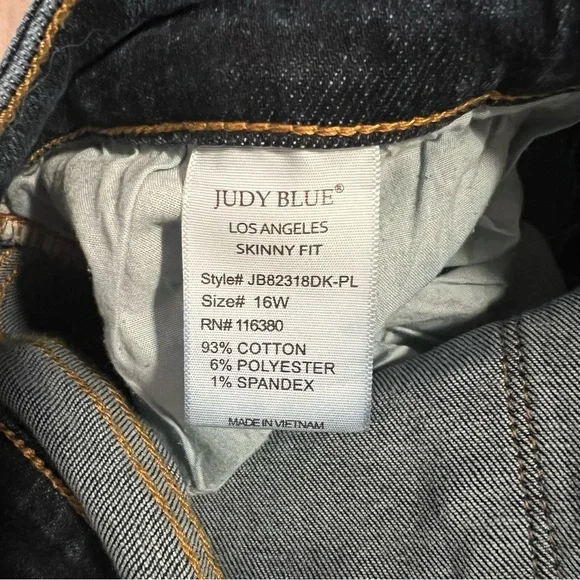 JUDY BLUE®
LOS ANGELES
SKINNY FIT
Style# JB82318DK-PL
Size# 16W
RN# 116380
93% COTTON
6% POLYESTER
1% SPANDEX
MADE IN VIETNAM